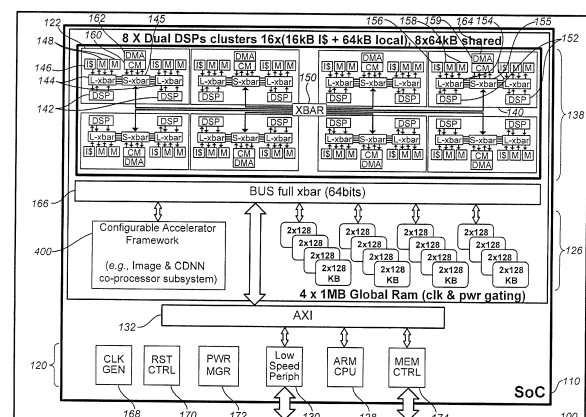 122 162 145 156 158 159 164 154 155
8 X Dual DSPs clusters 16x(16kB I$ + 64kB local), 8x64kB shared
160
148
146
144
142
150
152
138
140
DMA DMA DMA DMA
I$ M M CM I$ M M I$ M M CM I$ M M I$ M M CM I$ M M I$ M M CM I$ M M
L-xbar S-xbar L-xbar L-xbar S-xbar L-xbar L-xbar S-xbar L-xbar L-xbar S-xbar L-xbar
DSP DSP DSP DSP DSP DSP DSP DSP
XBAR
DSP DSP DSP DSP DSP DSP DSP DSP
L-xbar S-xbar L-xbar L-xbar S-xbar L-xbar L-xbar S-xbar L-xbar L-xbar S-xbar L-xbar
I$ M M CM I$ M M I$ M M CM I$ M M I$ M M CM I$ M M I$ M M CM I$ M M
DMA DMA DMA DMA
166
BUS full xbar (64bits)
400
Configurable Accelerator
Framework
(e.g., Image & CDNN
co-processor subsystem)
2x128 2x128 2x128 2x128
2x128 2x128 2x128 2x128
2x128 2x128 2x128 2x128
2x128 2x128 2x128 2x128
KB KB KB KB
126
4 x 1MB Global Ram (clk & pwr gating)
132
AXI
120
CLK
GEN
RST
CTRL
PWR
MGR
Low
Speed
Periph
ARM
CPU
MEM
CTRL
SoC
110
168 170 172 130 128 174 100